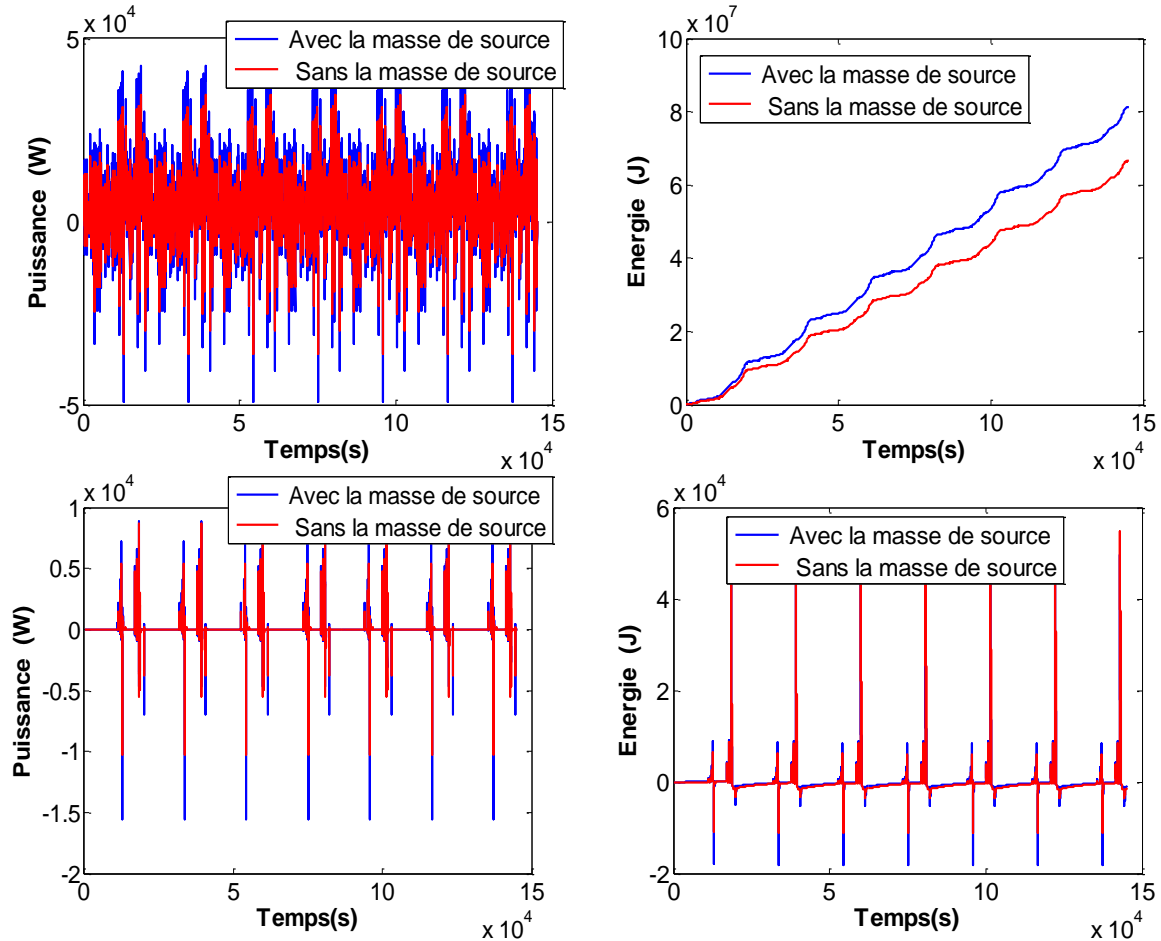 x 10^4
5
0
-5
Puissance (W)
Avec la masse de source
Sans la masse de source
0
5
10
15
Temps(s)
x 10^4
x 10^7
10
8
6
4
2
0
Energie (J)
Avec la masse de source
Sans la masse de source
0
5
10
15
Temps(s)
x 10^4
x 10^4
1
0.5
0
-0.5
-1
-1.5
-2
Puissance (W)
Avec la masse de source
Sans la masse de source
0
5
10
15
Temps(s)
x 10^4
x 10^4
6
4
2
0
-2
Energie (J)
Avec la masse de source
Sans la masse de source
0
5
10
15
Temps(s)
x 10^4